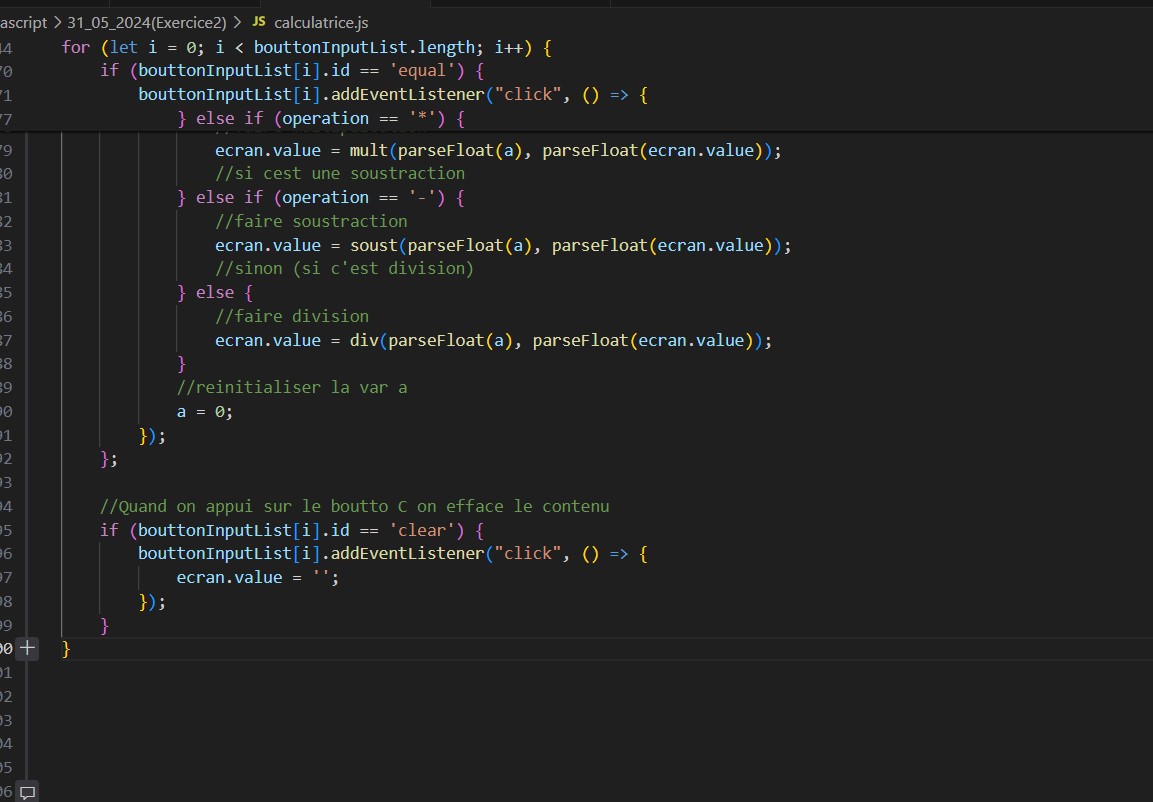 ascript > 31_05_2024(Exercice2) > JS calculatrice.js
44 for (let i = 0; i < bouttonInputList.length; i++) {
70 if (bouttonInputList[i].id == 'equal') {
71 bouttonInputList[i].addEventListener("click", () => {
77 } else if (operation == '*') {
79 ecran.value = mult(parseFloat(a), parseFloat(ecran.value));
80 //si cest une soustraction
81 } else if (operation == '-') {
82 //faire soustraction
83 ecran.value = soust(parseFloat(a), parseFloat(ecran.value));
84 //sinon (si c'est division)
85 } else {
86 //faire division
87 ecran.value = div(parseFloat(a), parseFloat(ecran.value));
88 }
89 //reinitialiser la var a
90 a = 0;
91 });
92 };
93
94 //Quand on appui sur le boutto C on efface le contenu
95 if (bouttonInputList[i].id == 'clear') {
96 bouttonInputList[i].addEventListener("click", () => {
97 ecran.value = '';
98 });
99 }
00 }
01
02
03
04
05
06